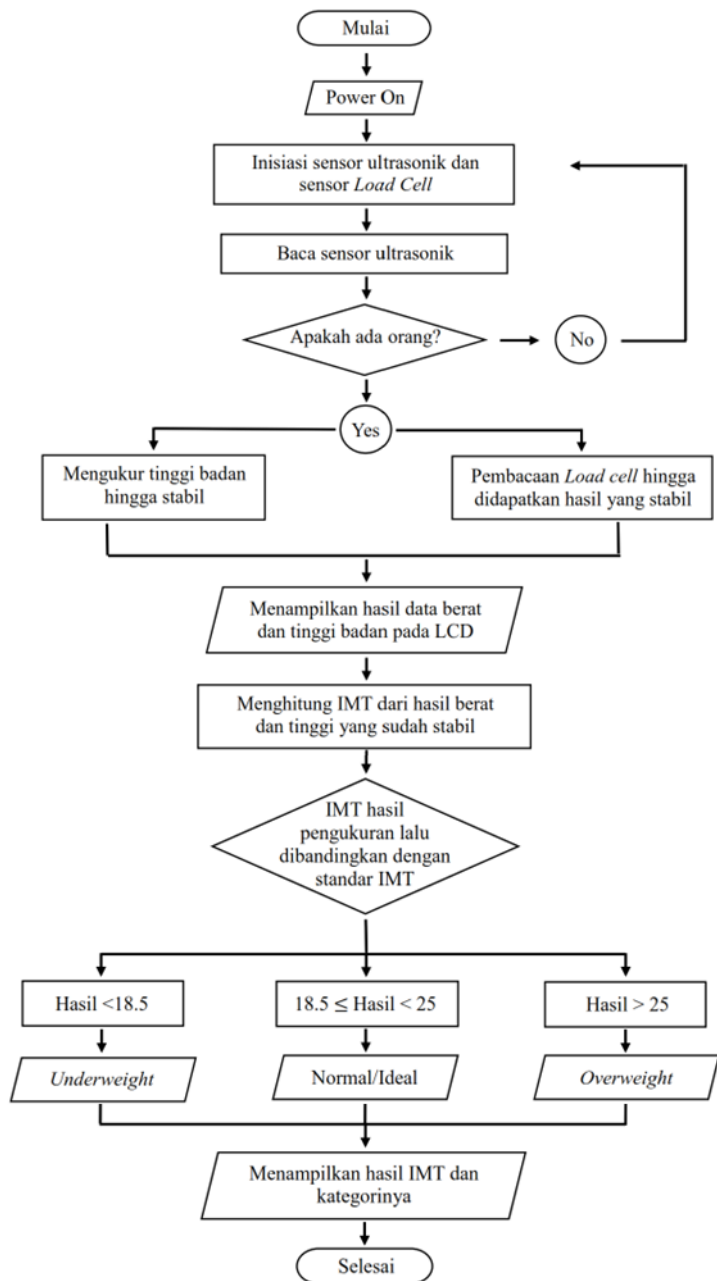 Mulai
Power On
Inisiasi sensor ultrasonik dan
sensor Load Cell
Baca sensor ultrasonik
Apakah ada orang?
No
Yes
Mengukur tinggi badan
hingga stabil
Pembacaan Load cell hingga
didapatkan hasil yang stabil
Menampilkan hasil data berat
dan tinggi badan pada LCD
Menghitung IMT dari hasil berat
dan tinggi yang sudah stabil
IMT hasil
pengukuran lalu
dibandingkan dengan
standar IMT
Hasil <18.5
18.5 ≤ Hasil < 25
Hasil > 25
Underweight
Normal/Ideal
Overweight
Menampilkan hasil IMT dan
kategorinya
Selesai